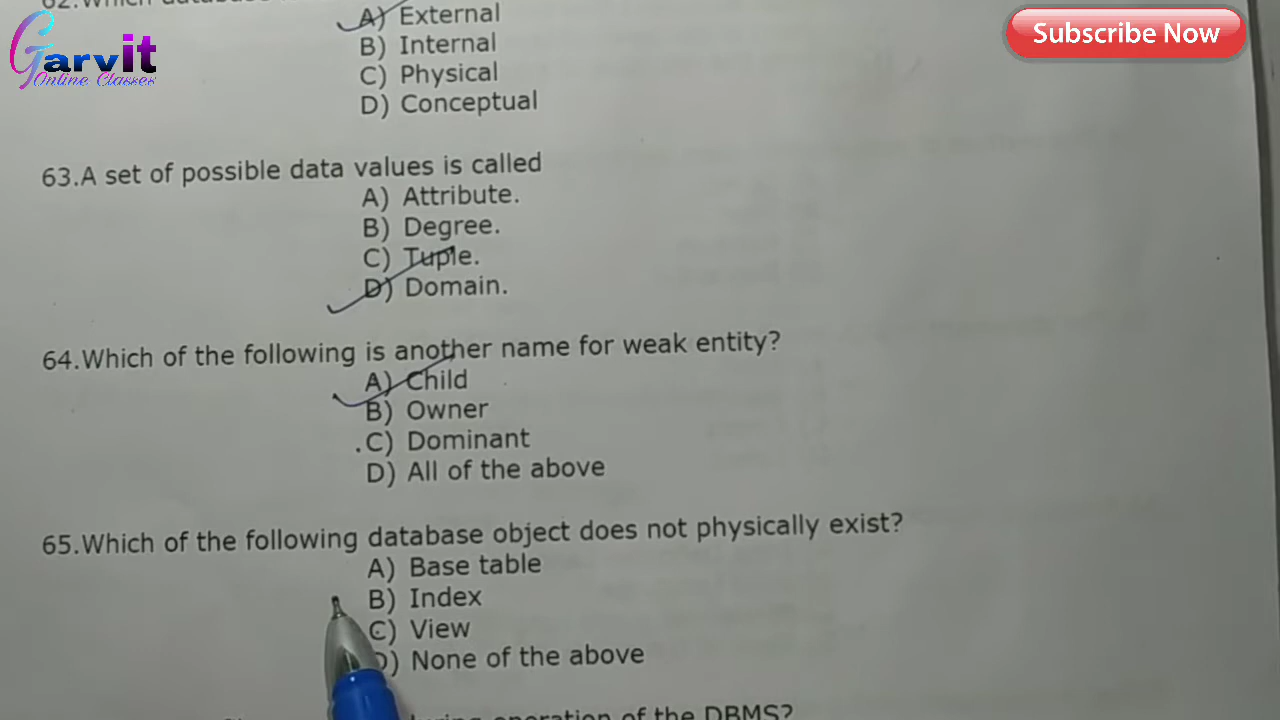 62.Which
A) External
Garvit
Online Classes
Subscribe Now
B) Internal
C) Physical
D) Conceptual
63.A set of possible data values is called
A) Attribute.
B) Degree.
C) Tuple.
D) Domain.
64.Which of the following is another name for weak entity?
A) Child
B) Owner
.C) Dominant
D) All of the above
65.Which of the following database object does not physically exist?
A) Base table
B) Index
C) View
D) None of the above
operation of the DBMS?